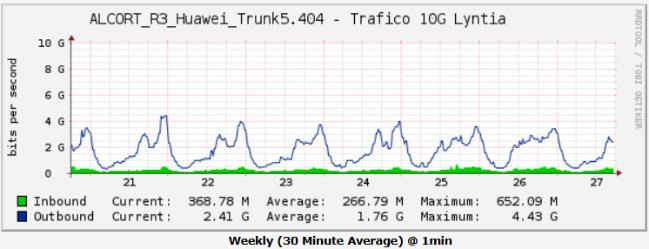 ALCORT_R3_Huawei_Trunk5.404 - Trafico 10G Lyntia
RRDTOOL / TOBI OETIKER
bits per second
10 G
8 G
6 G
4 G
2 G
0
21 22 23 24 25 26 27
Inbound Current: 368.78 M Average: 266.79 M Maximum: 652.09 M
Outbound Current: 2.41 G Average: 1.76 G Maximum: 4.43 G
Weekly (30 Minute Average) @ 1min